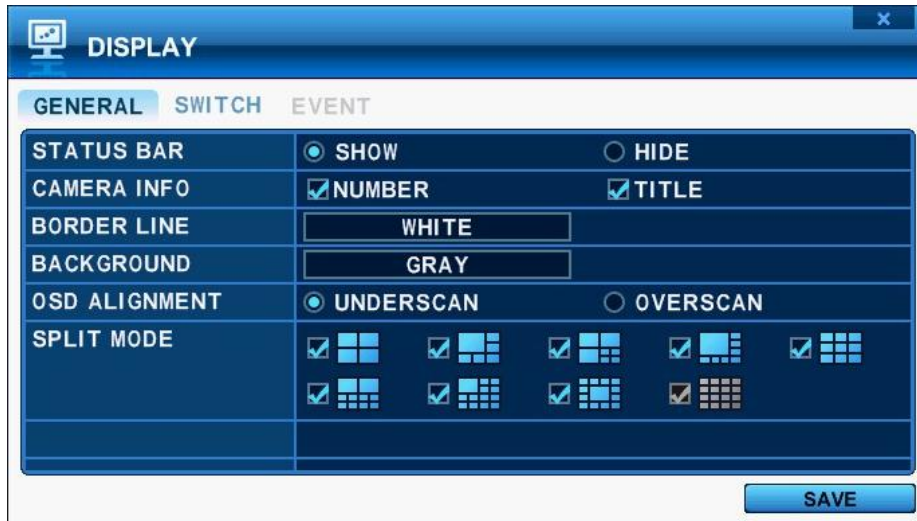 DISPLAY
GENERAL SWITCH EVENT
STATUS BAR SHOW HIDE
CAMERA INFO NUMBER TITLE
BORDER LINE WHITE
BACKGROUND GRAY
OSD ALIGNMENT UNDERSCAN OVERSCAN
SPLIT MODE
SAVE